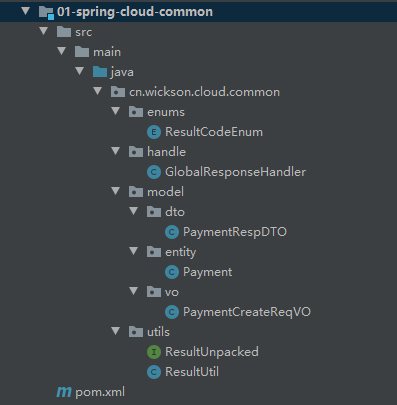 01-spring-cloud-common
src
main
java
cn.wickson.cloud.common
enums
E ResultCodeEnum
handle
C GlobalResponseHandler
model
dto
C PaymentRespDTO
entity
C Payment
vo
C PaymentCreateReqVO
utils
I ResultUnpacked
C ResultUtil
m pom.xml